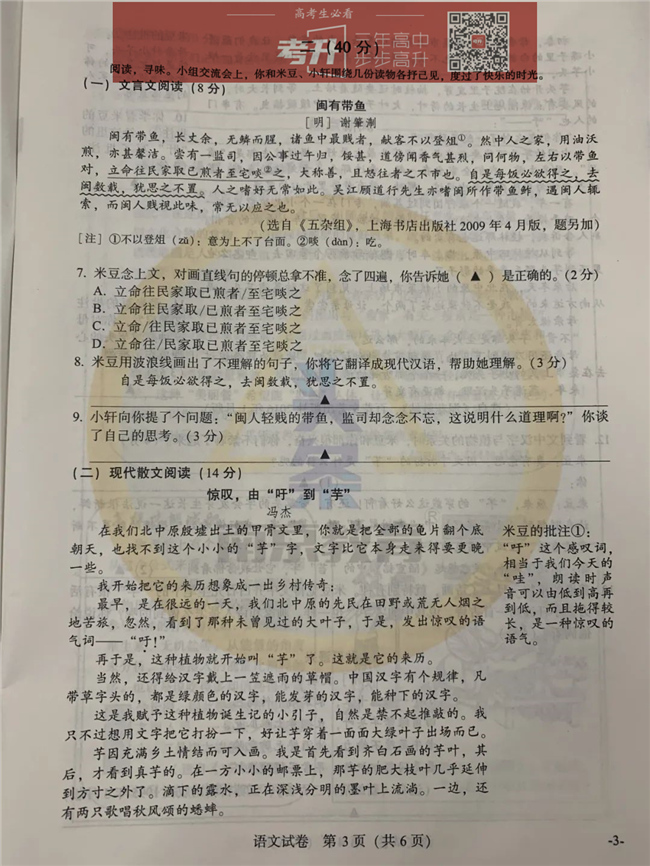 高考生必看
考升
三年高中
步步高升
二(40分)
阅读，寻味。小组交流会上，你和米豆、小轩围绕几份读物各抒己见，度过了快乐的时光。
(一) 文言文阅读(8分)
闽有带鱼
[明] 谢肇淛
闽有带鱼，长丈余，无鳞而腥，诸鱼中最贱者，献客不以登俎①。然中人之家，用油沃
煎，亦甚馨洁。尝有一监司，因公事过午归，馁甚，道傍闻香气甚烈，问何物，左右以带鱼
对，立命往民家取已煎者至宅啖②之，大称善，且怒往者之不市也。自是每饭必欲得之，去
闽数载，犹思之不置。人之嗜好无常如此。吴江顾道行先生亦嗜闽所作带鱼鲊，遇闽人辄
索，而闽人贱视此味，常无以应之也。
(选自《五杂组》，上海书店出版社2009年4月版，题另加)
[注] ①不以登俎(zǔ)：意为上不了台面。②啖(dàn)：吃。
7. 米豆念上文，对画直线句的停顿总拿不准，念了四遍，你告诉她( ▲ )是正确的。(2分)
A. 立命往民家取已煎者/至宅啖之
B. 立命往民家取/已煎者至宅啖之
C. 立命/往民家取已煎者至宅啖之
D. 立命往/民家取已煎者至宅啖之
8. 米豆用波浪线画出了不理解的句子，你将它翻译成现代汉语，帮助她理解。(3分)
自是每饭必欲得之，去闽数载，犹思之不置。
▲
9. 小轩向你提了个问题：“闽人轻贱的带鱼，监司却念念不忘，这说明什么道理啊？”你谈
了自己的思考。(3分)
▲
(二) 现代散文阅读(14分)
惊叹，由“吁”到“芋”
冯杰
在我们北中原殷墟出土的甲骨文里，你就是把全部的龟片翻个底
朝天，也找不到这个小小的“芋”字，文字比它本身走来得要更晚
一些。
我开始把它的来历想象成一出乡村传奇：
最早，是在很远的一天，我们北中原的先民在田野或荒无人烟之
地苦旅，忽然，看到了那种未曾见过的大叶子，于是，发出惊叹的语
气词——“吁！”
再于是，这种植物就开始叫“芋”了。这就是它的来历。
当然，还得给汉字戴上一笠遮雨的草帽。中国汉字有个规律，凡
带草字头的，都是绿颜色的汉字，能发芽的汉字，能种下的汉字。
这是我赋予这种植物诞生记的小引子，自然是禁不起推敲的。我
只不过想用文字把它打扮一下，好让芋穿着一面面大绿叶子出场而已。
芋因充满乡土情结而可入画。我是首先看到齐白石画的芋叶，其
后，才看到真芋的。在一方小小的邮票上，那芋的肥大枝叶几乎延伸
到方寸之外了。滴下的露水，正在深浅分明的墨叶上流淌。一边，还
有两只歌唱秋风颂的蟋蟀。
米豆的批注①：
“吁”这个感叹词，
相当于我们今天的
“哇”，朗读时声
音可以由低到高再
到低，而且拖得较
长，是一种惊叹的
语气。
语文试卷 第3页(共6页)
-3-